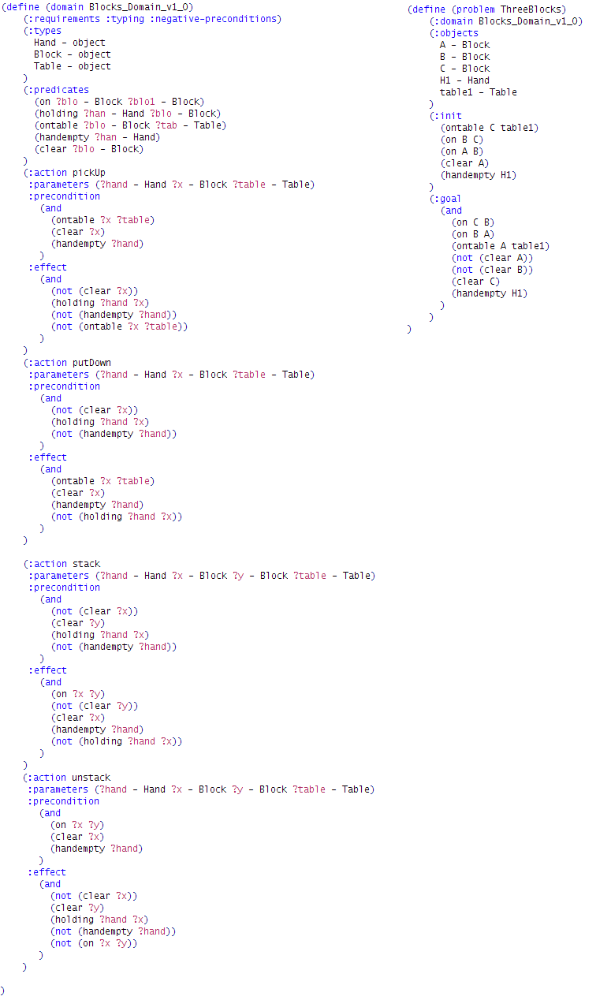 (define (domain Blocks_Domain_v1_0)
(:requirements :typing :negative-preconditions)
(:types
Hand - object
Block - object
Table - object
)
(:predicates
(on ?blo - Block ?blo1 - Block)
(holding ?han - Hand ?blo - Block)
(ontable ?blo - Block ?tab - Table)
(handempty ?han - Hand)
(clear ?blo - Block)
)
(:action pickUp
:parameters (?hand - Hand ?x - Block ?table - Table)
:precondition
(and
(ontable ?x ?table)
(clear ?x)
(handempty ?hand)
)
:effect
(and
(not (clear ?x))
(holding ?hand ?x)
(not (handempty ?hand))
(not (ontable ?x ?table))
)
)
(:action putDown
:parameters (?hand - Hand ?x - Block ?table - Table)
:precondition
(and
(not (clear ?x))
(holding ?hand ?x)
(not (handempty ?hand))
)
:effect
(and
(ontable ?x ?table)
(clear ?x)
(handempty ?hand)
(not (holding ?hand ?x))
)
)
(:action stack
:parameters (?hand - Hand ?x - Block ?y - Block ?table - Table)
:precondition
(and
(not (clear ?x))
(clear ?y)
(holding ?hand ?x)
(not (handempty ?hand))
)
:effect
(and
(on ?x ?y)
(not (clear ?y))
(clear ?x)
(handempty ?hand)
(not (holding ?hand ?x))
)
)
(:action unstack
:parameters (?hand - Hand ?x - Block ?y - Block ?table - Table)
:precondition
(and
(on ?x ?y)
(clear ?x)
(handempty ?hand)
)
:effect
(and
(not (clear ?x))
(clear ?y)
(holding ?hand ?x)
(not (handempty ?hand))
(not (on ?x ?y))
)
)
)
(define (problem ThreeBlocks)
(:domain Blocks_Domain_v1_0)
(:objects
A - Block
B - Block
C - Block
H1 - Hand
table1 - Table
)
(:init
(ontable C table1)
(on B C)
(on A B)
(clear A)
(handempty H1)
)
(:goal
(and
(on C B)
(on B A)
(ontable A table1)
(not (clear A))
(not (clear B))
(clear C)
(handempty H1)
)
)
)